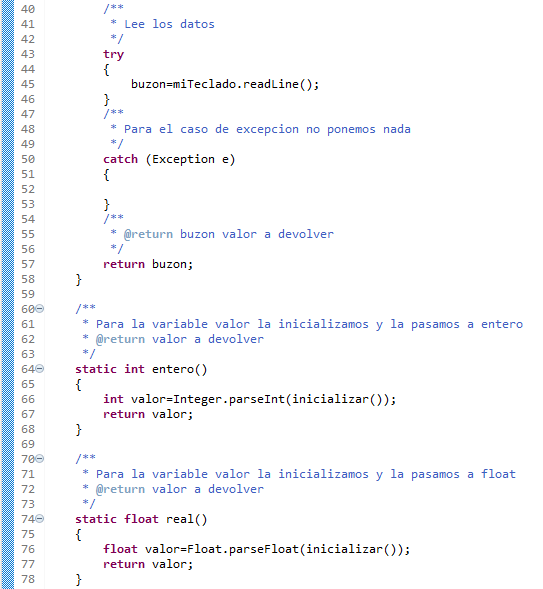 40 /**
41 * Lee los datos
42 */
43 try
44 {
45 buzon=miTeclado.readLine();
46 }
47 /**
48 * Para el caso de excepcion no ponemos nada
49 */
50 catch (Exception e)
51 {
52
53 }
54 /**
55 * @return buzon valor a devolver
56 */
57 return buzon;
58 }
59
60 /**
61 * Para la variable valor la inicializamos y la pasamos a entero
62 * @return valor a devolver
63 */
64 static int entero()
65 {
66 int valor=Integer.parseInt(inicializar());
67 return valor;
68 }
69
70 /**
71 * Para la variable valor la inicializamos y la pasamos a float
72 * @return valor a devolver
73 */
74 static float real()
75 {
76 float valor=Float.parseFloat(inicializar());
77 return valor;
78 }